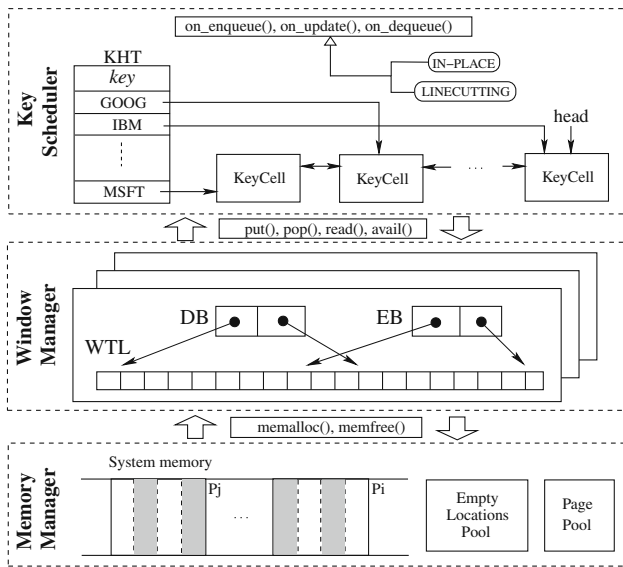 on_enqueue(), on_update(), on_dequeue()
KHT
key
GOOG
IBM
MSFT
IN−PLACE
LINECUTTING
head
KeyCell
KeyCell
. . .
KeyCell
Key
Scheduler
put(), pop(), read(), avail()
DB
EB
WTL
Window
Manager
memalloc(), memfree()
System memory
Pj
. . .
Pi
Empty
Locations
Pool
Page
Pool
Memory
Manager